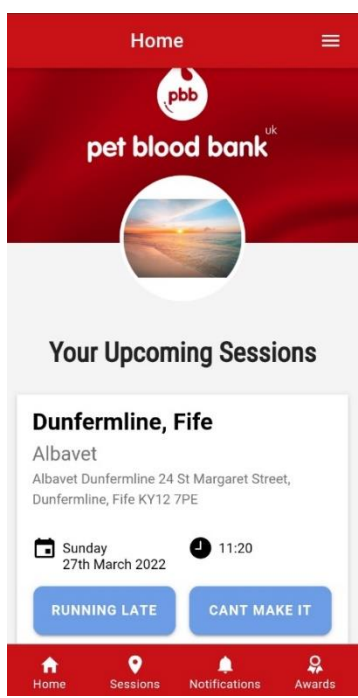 Home
pbb
uk
pet blood bank
Your Upcoming Sessions
Dunfermline, Fife
Albavet
Albavet Dunfermline 24 St Margaret Street,
Dunfermline, Fife KY12 7PE
Sunday 11:20
27th March 2022
RUNNING LATE CANT MAKE IT
Home Sessions Notifications Awards